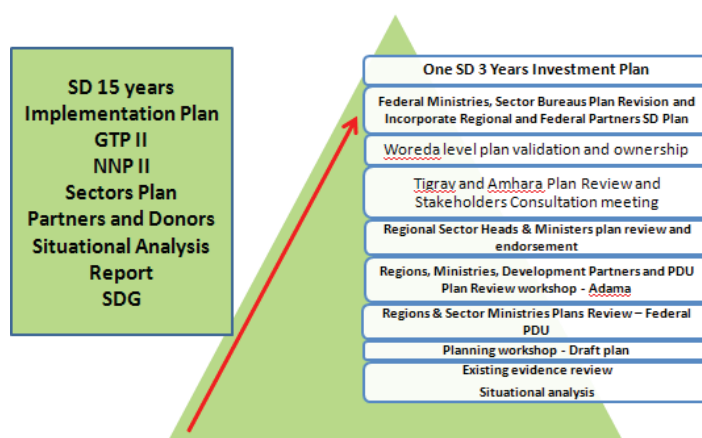 SD 15 years
Implementation Plan
GTP II
NNP II
Sectors Plan
Partners and Donors
Situational Analysis
Report
SDG
One SD 3 Years Investment Plan
Federal Ministries, Sector Bureaus Plan Revision and
Incorporate Regional and Federal Partners SD Plan
Woreda level plan validation and ownership
Tigray and Amhara Plan Review and
Stakeholders Consultation meeting
Regional Sector Heads & Ministers plan review and
endorsement
Regions, Ministries, Development Partners and PDU
Plan Review workshop - Adama
Regions & Sector Ministries Plans Review – Federal
PDU
Planning workshop - Draft plan
Existing evidence review
Situational analysis